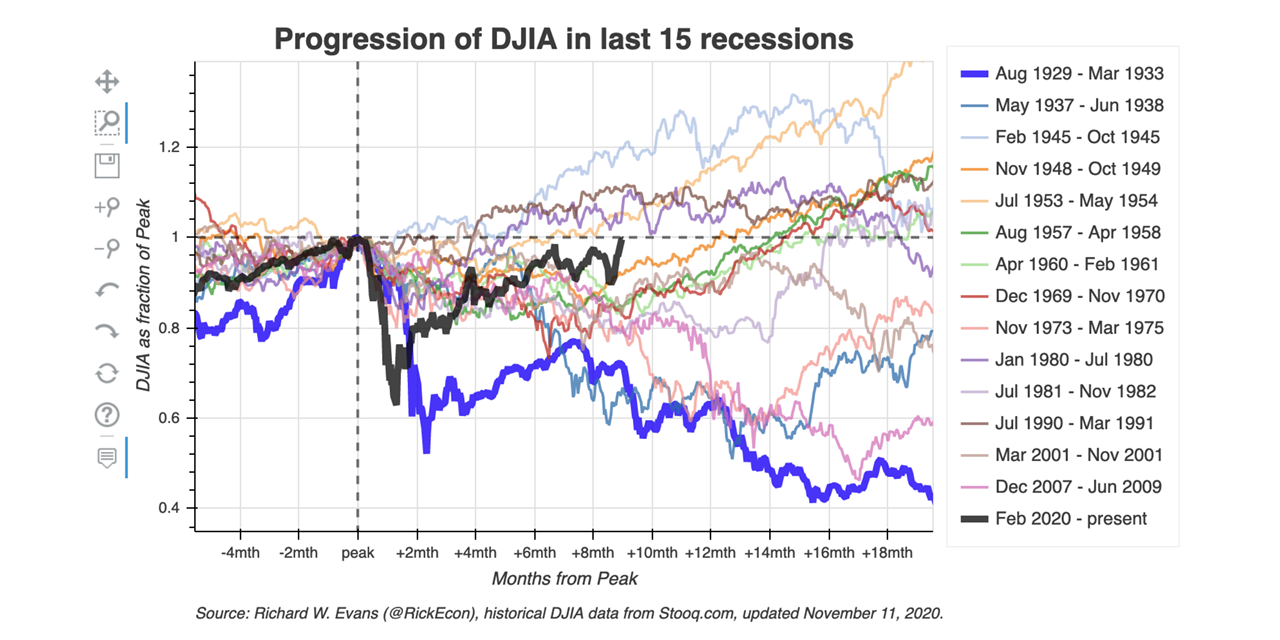 Progression of DJIA in last 15 recessions
DJIA as fraction of Peak
1.2
1
0.8
0.6
0.4
-4mth
-2mth
peak
+2mth
+4mth
+6mth
+8mth
+10mth
+12mth
+14mth
+16mth
+18mth
Months from Peak
Aug 1929 - Mar 1933
May 1937 - Jun 1938
Feb 1945 - Oct 1945
Nov 1948 - Oct 1949
Jul 1953 - May 1954
Aug 1957 - Apr 1958
Apr 1960 - Feb 1961
Dec 1969 - Nov 1970
Nov 1973 - Mar 1975
Jan 1980 - Jul 1980
Jul 1981 - Nov 1982
Jul 1990 - Mar 1991
Mar 2001 - Nov 2001
Dec 2007 - Jun 2009
Feb 2020 - present
Source: Richard W. Evans (@RickEcon), historical DJIA data from Stooq.com, updated November 11, 2020.